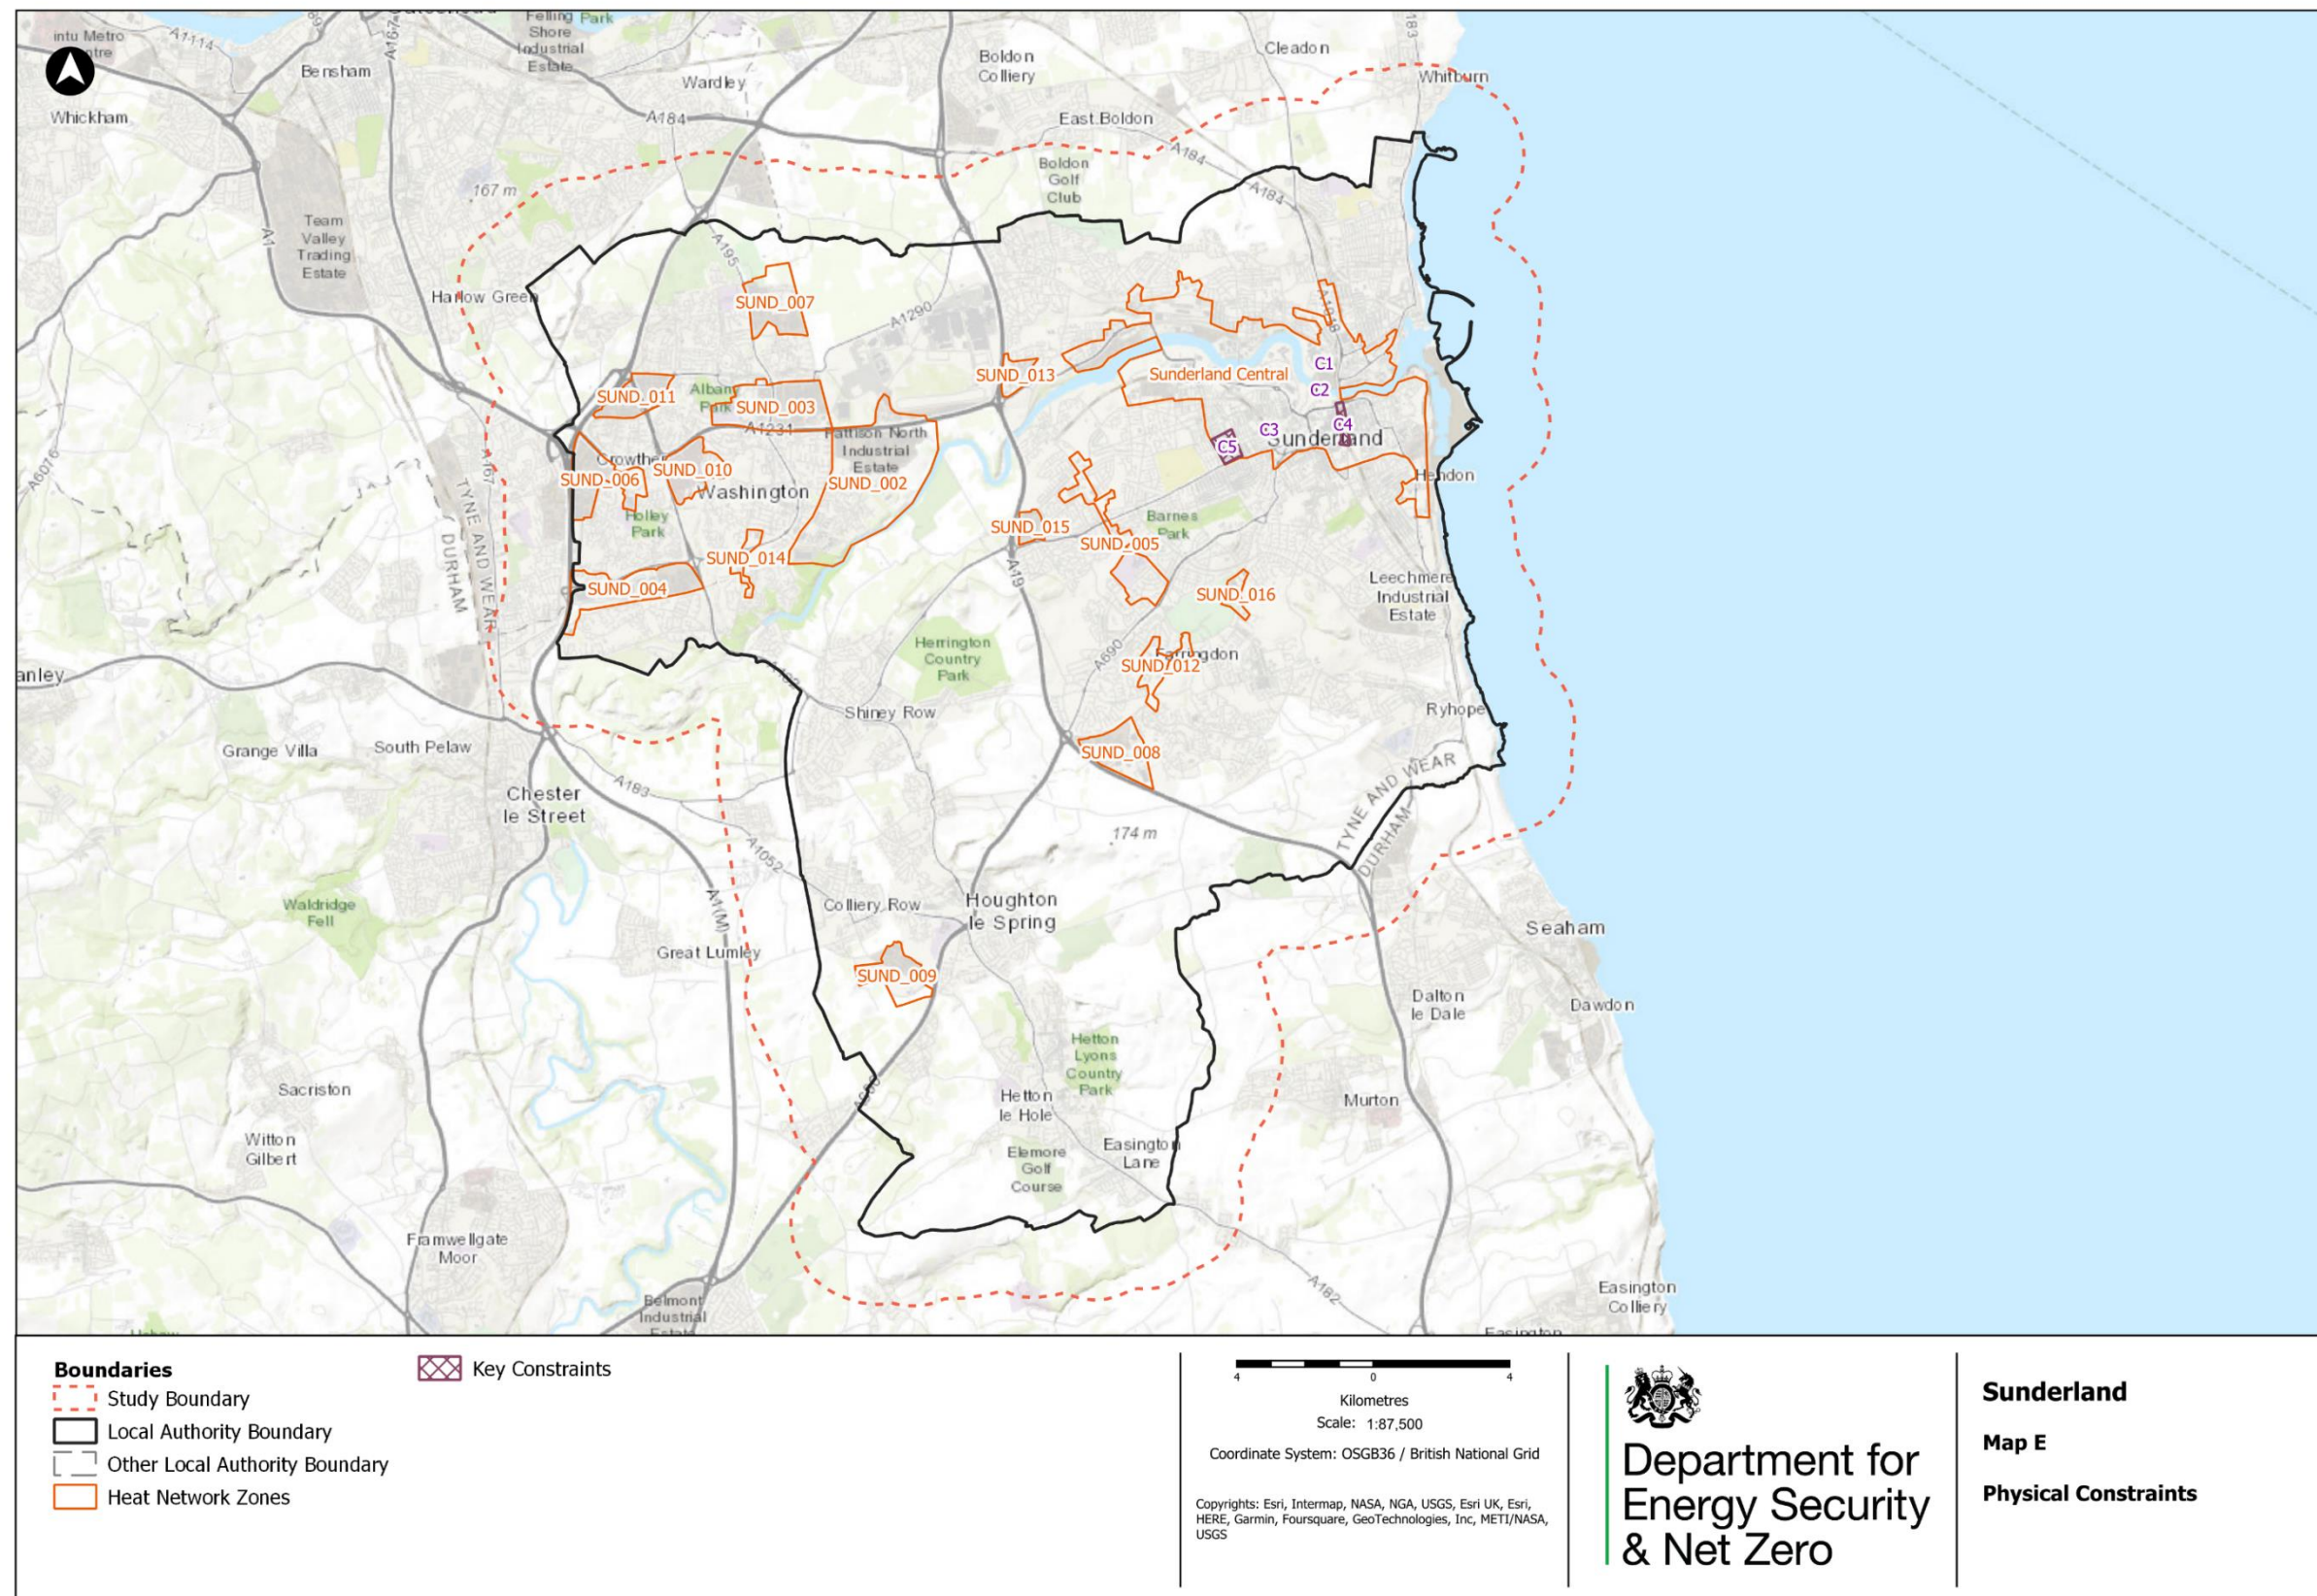 Felling Park
Shore
Industrial
Estate
intu Metro
A1114
A167
Bensham
Wardley
Boldon
Colliery
Cleadon
Whitburn
Whickham
A184
East Boldon
A184
167 m
Boldon
Golf
Club
A184
Team
Valley
Trading
Estate
A1
A195
Harlow Green
SUND_007
A1290
SUND_013
C1
Sunderland Central
C2
SUND_011
SUND_003
A1231
Pattison North
Industrial
Estate
C3
C4
Sunderland
C5
A6076
A167
SUND_010
SUND_006
SUND_002
Washington
Hendon
Holley
Park
SUND_015
Barnes
Park
SUND_005
TYNE AND WEAR
DURHAM
SUND_014
A19
SUND_004
SUND_016
Leechmere
Industrial
Estate
Herrington
Country
Park
A690
SUND_012
Shiney Row
Ryhope
Grange Villa
South Pelaw
SUND_008
A183
Chester
le Street
TYNE AND WEAR
DURHAM
174 m
A1052
A1(M)
Waldridge
Fell
Colliery Row
Houghton
le Spring
Great Lumley
Seaham
SUND_009
Dalton
le Dale
Dawdon
Hetton
Lyons
Country
Park
Sacriston
Hetton
le Hole
Murton
Witton
Gilbert
Elemore
Golf
Course
Easington
Lane
Framwellgate
Moor
A182
Easington
Colliery
Belmont
Industrial
Boundaries
Study Boundary
Local Authority Boundary
Other Local Authority Boundary
Heat Network Zones
Key Constraints
4 0 4
Kilometres
Scale: 1:87,500
Coordinate System: OSGB36 / British National Grid
Copyrights: Esri, Intermap, NASA, NGA, USGS, Esri UK, Esri,
HERE, Garmin, Foursquare, GeoTechnologies, Inc, METI/NASA,
USGS
Department for
Energy Security
& Net Zero
Sunderland
Map E
Physical Constraints